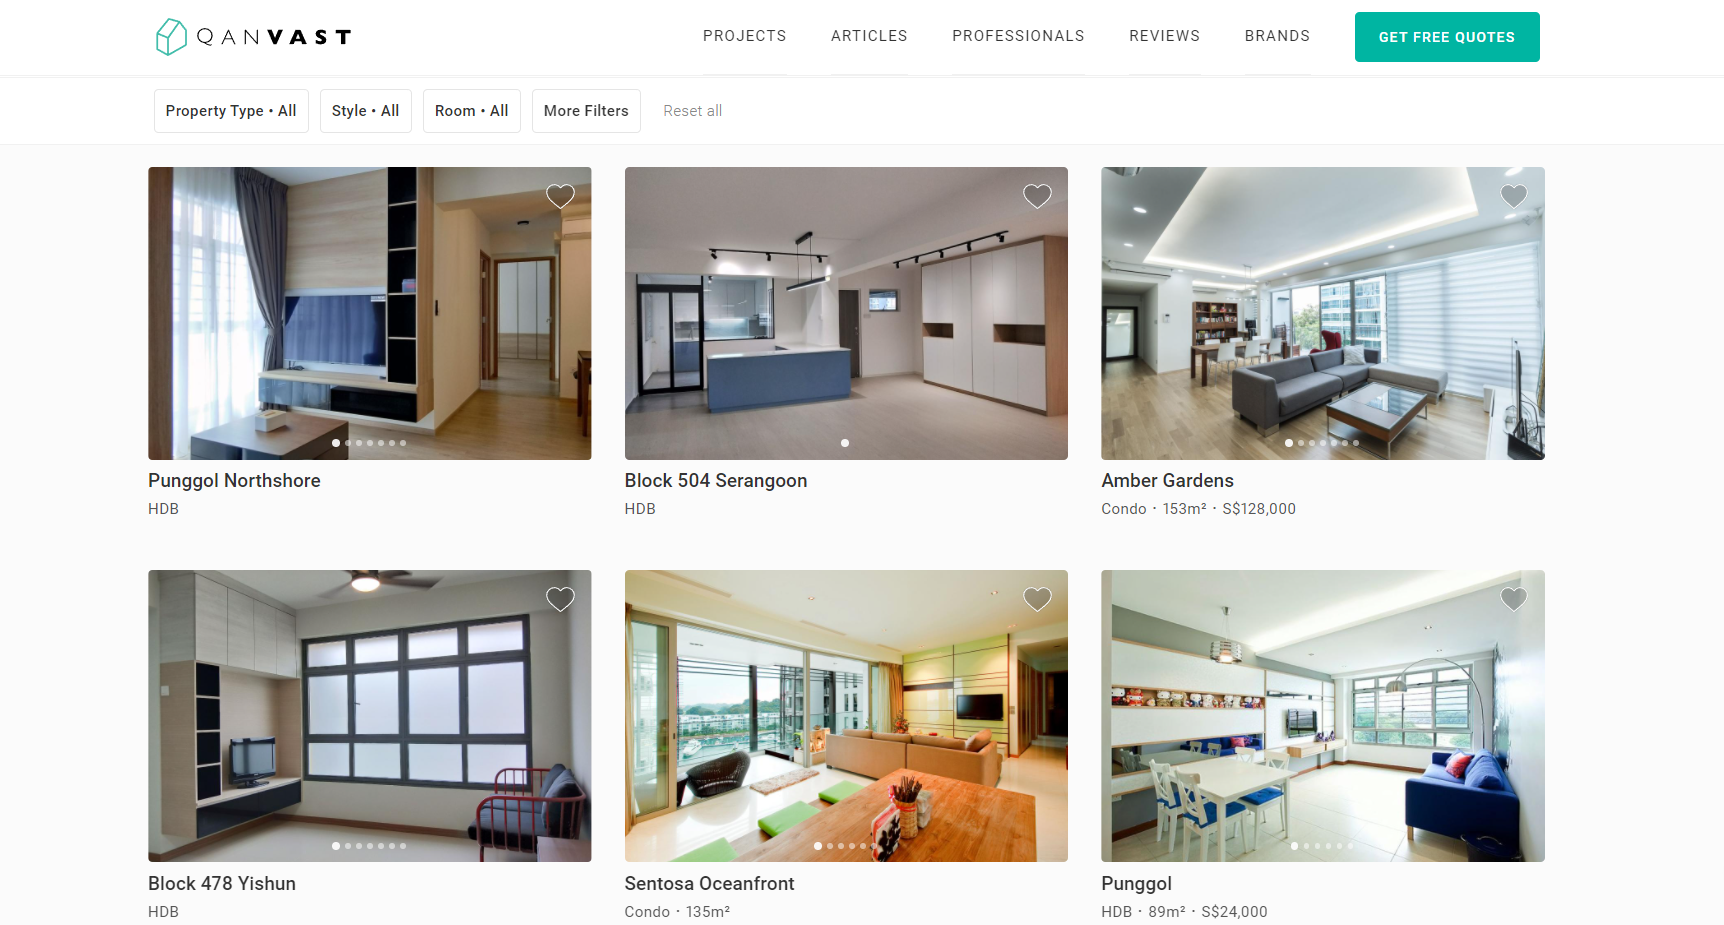 QANVAST
PROJECTS
ARTICLES
PROFESSIONALS
REVIEWS
BRANDS
GET FREE QUOTES
Property Type • All
Style • All
Room • All
More Filters
Reset all
Punggol Northshore
HDB
Block 504 Serangoon
HDB
Amber Gardens
Condo · 153m² · S$128,000
Block 478 Yishun
HDB
Sentosa Oceanfront
Condo · 135m²
Punggol
HDB · 89m² · S$24,000